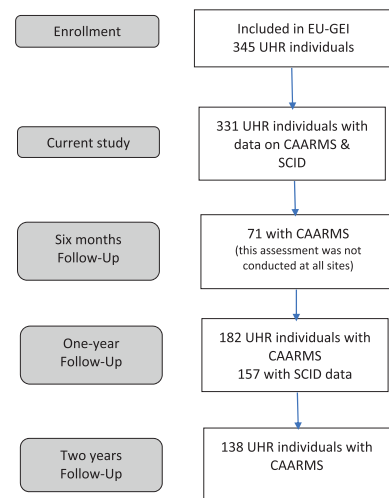 Enrollment
Included in EU-GEI
345 UHR individuals
Current study
331 UHR individuals with
data on CAARMS &
SCID
Six months
Follow-Up
71 with CAARMS
(this assessment was not
conducted at all sites)
One-year
Follow-Up
182 UHR individuals with
CAARMS
157 with SCID data
Two years
Follow-Up
138 UHR individuals with
CAARMS